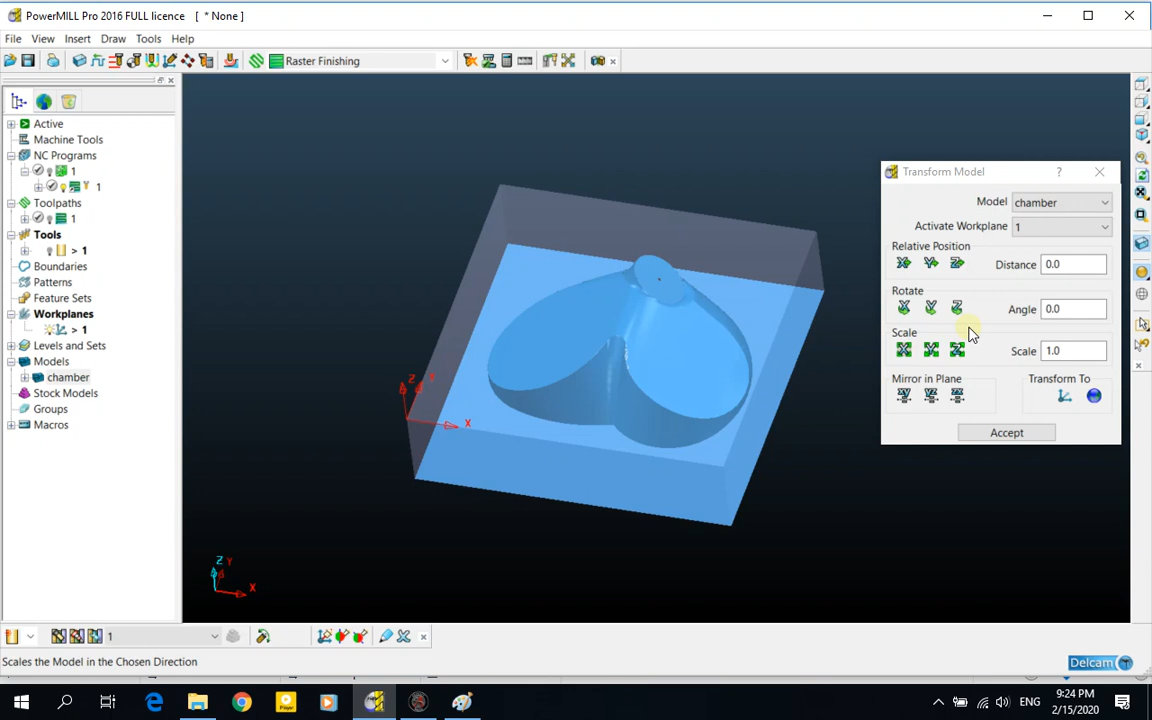 PowerMILL Pro 2016 FULL licence [ * None ]
File View Insert Draw Tools Help
Raster Finishing
Active
Machine Tools
NC Programs
1
1
Toolpaths
1
Tools
> 1
Boundaries
Patterns
Feature Sets
Workplanes
> 1
Levels and Sets
Models
chamber
Stock Models
Groups
Macros
Z
X
Z Y
X
Transform Model ?
Model chamber
Activate Workplane 1
Relative Position
X Y Z Distance 0.0
Rotate
X Y Z Angle 0.0
Scale
X Y Z Scale 1.0
Mirror in Plane Transform To
XY YZ ZX
Accept
1
Scales the Model in the Chosen Direction
Delcam
ENG
9:24 PM
2/15/2020